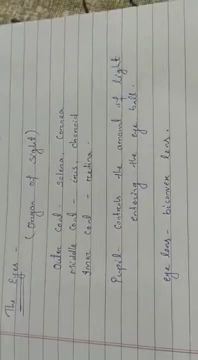 The Eyes -
(Organ of sight)
Outer Coat - sclera, Cornea
middle coat - iris, choroid
Inner coat - retina.
Pupil - Controls the amount of light
entering the eye ball.
eye lens - biconvex lens.